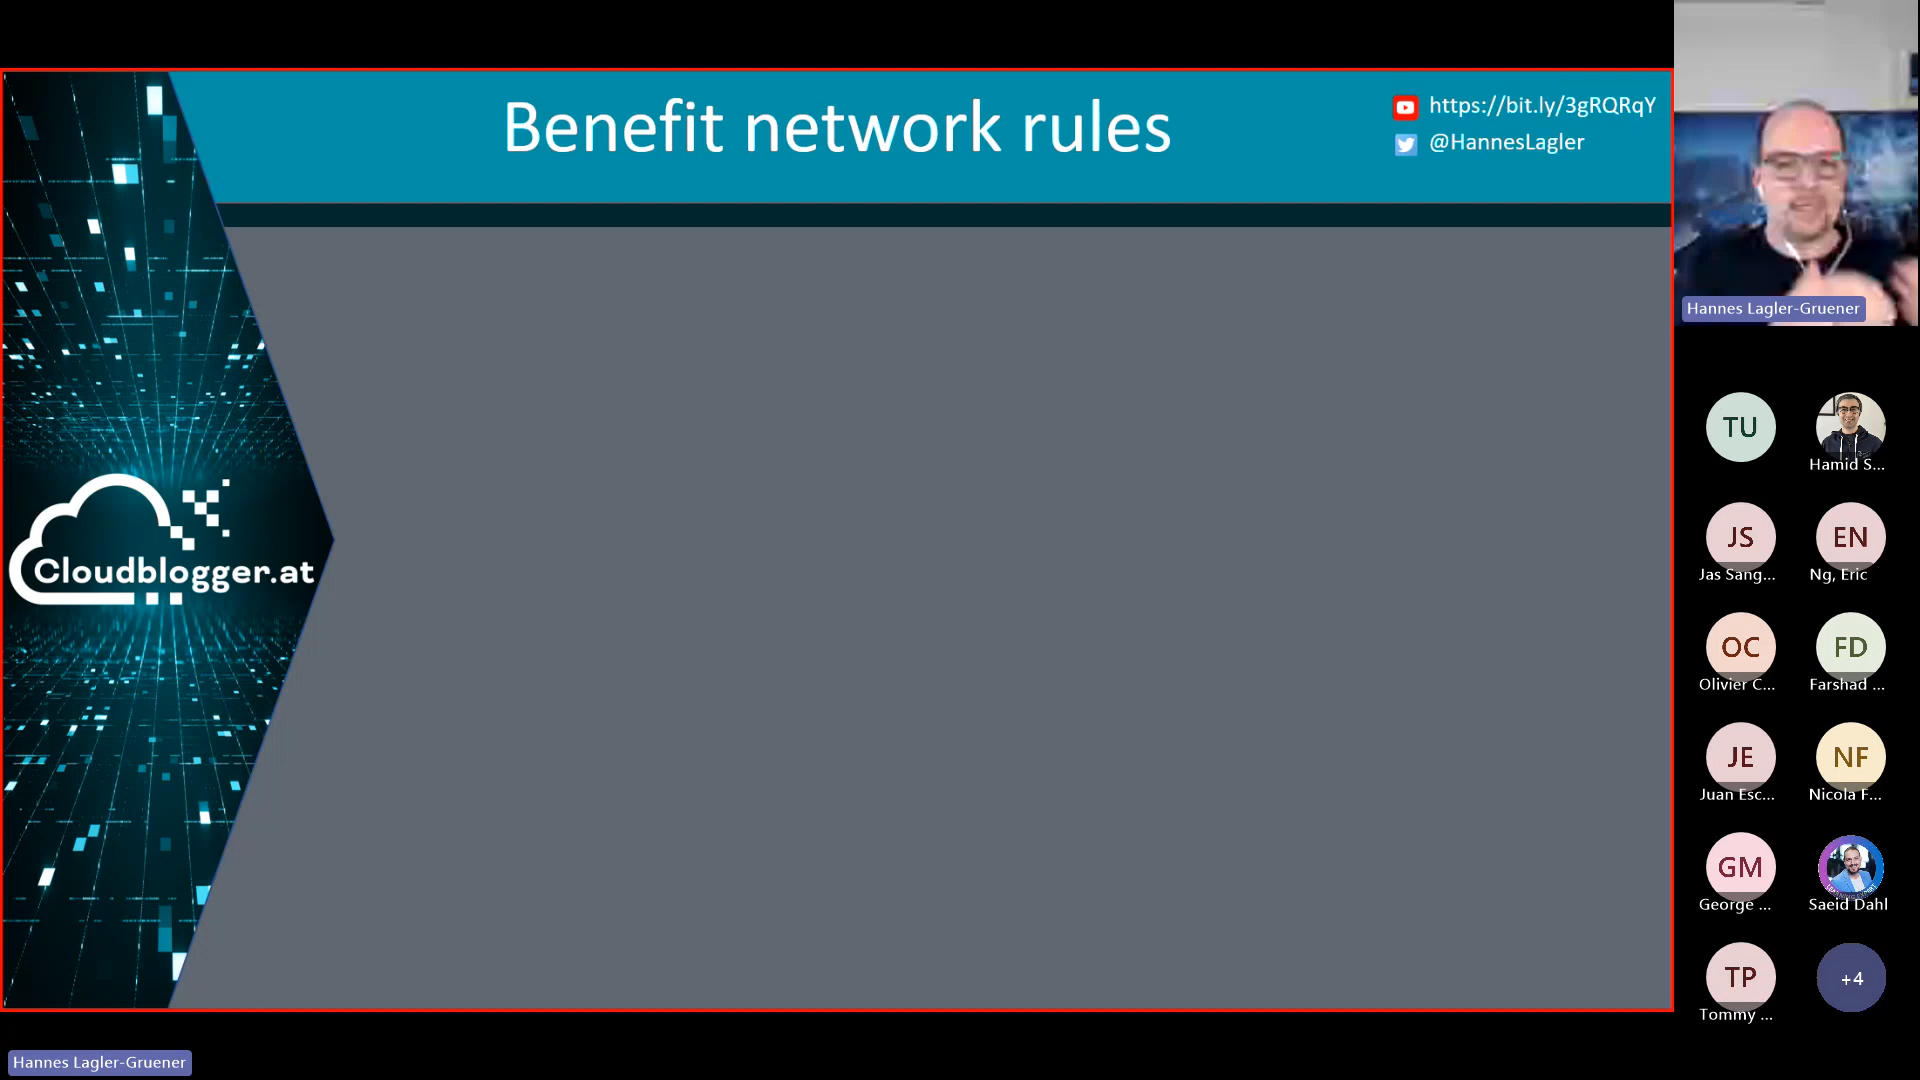 Benefit network rules
https://bit.ly/3gRQRqY
@HannesLagler
Cloudblogger.at
Hannes Lagler-Gruener
TU
Hamid S...
JS
EN
Jas Sang...
Ng, Eric
OC
FD
Olivier C...
Farshad ...
JE
NF
Juan Esc...
Nicola F...
GM
George ...
Saeid Dahl
TP
+4
Tommy ...
Hannes Lagler-Gruener